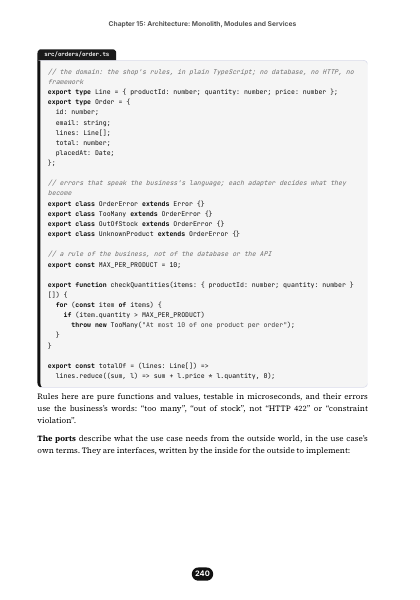 Chapter 15: Architecture: Monolith, Modules and Services
src/orders/order.ts
// the domain: the shop's rules, in plain TypeScript; no database, no HTTP, no
framework
export type Line = { productId: number; quantity: number; price: number };
export type Order = {
  id: number;
  email: string;
  lines: Line[];
  total: number;
  placedAt: Date;
};
// errors that speak the business's language; each adapter decides what they
become
export class OrderError extends Error {}
export class TooMany extends OrderError {}
export class OutOfStock extends OrderError {}
export class UnknownProduct extends OrderError {}
// a rule of the business, not of the database or the API
export const MAX_PER_PRODUCT = 10;
export function checkQuantities(items: { productId: number; quantity: number }
[]) {
  for (const item of items) {
    if (item.quantity > MAX_PER_PRODUCT)
      throw new TooMany("At most 10 of one product per order");
  }
}
export const totalOf = (lines: Line[]) =>
  lines.reduce((sum, l) => sum + l.price * l.quantity, 0);
Rules here are pure functions and values, testable in microseconds, and their errors
use the business’s words: “too many”, “out of stock”, not “HTTP 422” or “constraint
violation”.
The ports describe what the use case needs from the outside world, in the use case’s
own terms. They are interfaces, written by the inside for the outside to implement:
240